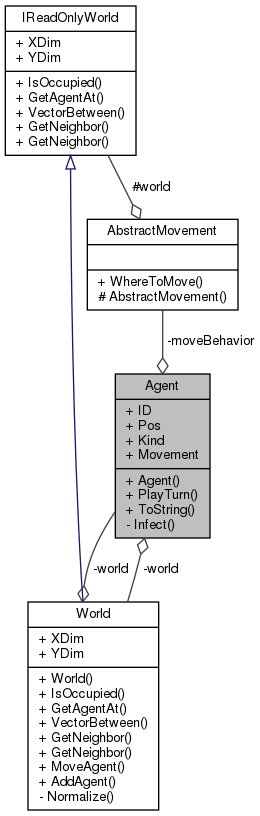 IReadOnlyWorld
+ XDim
+ YDim
+ IsOccupied()
+ GetAgentAt()
+ VectorBetween()
+ GetNeighbor()
+ GetNeighbor()
#world
AbstractMovement
+ WhereToMove()
# AbstractMovement()
-moveBehavior
Agent
+ ID
+ Pos
+ Kind
+ Movement
+ Agent()
+ PlayTurn()
+ ToString()
- Infect()
-world
-world
World
+ XDim
+ YDim
+ World()
+ IsOccupied()
+ GetAgentAt()
+ VectorBetween()
+ GetNeighbor()
+ GetNeighbor()
+ MoveAgent()
+ AddAgent()
- Normalize()